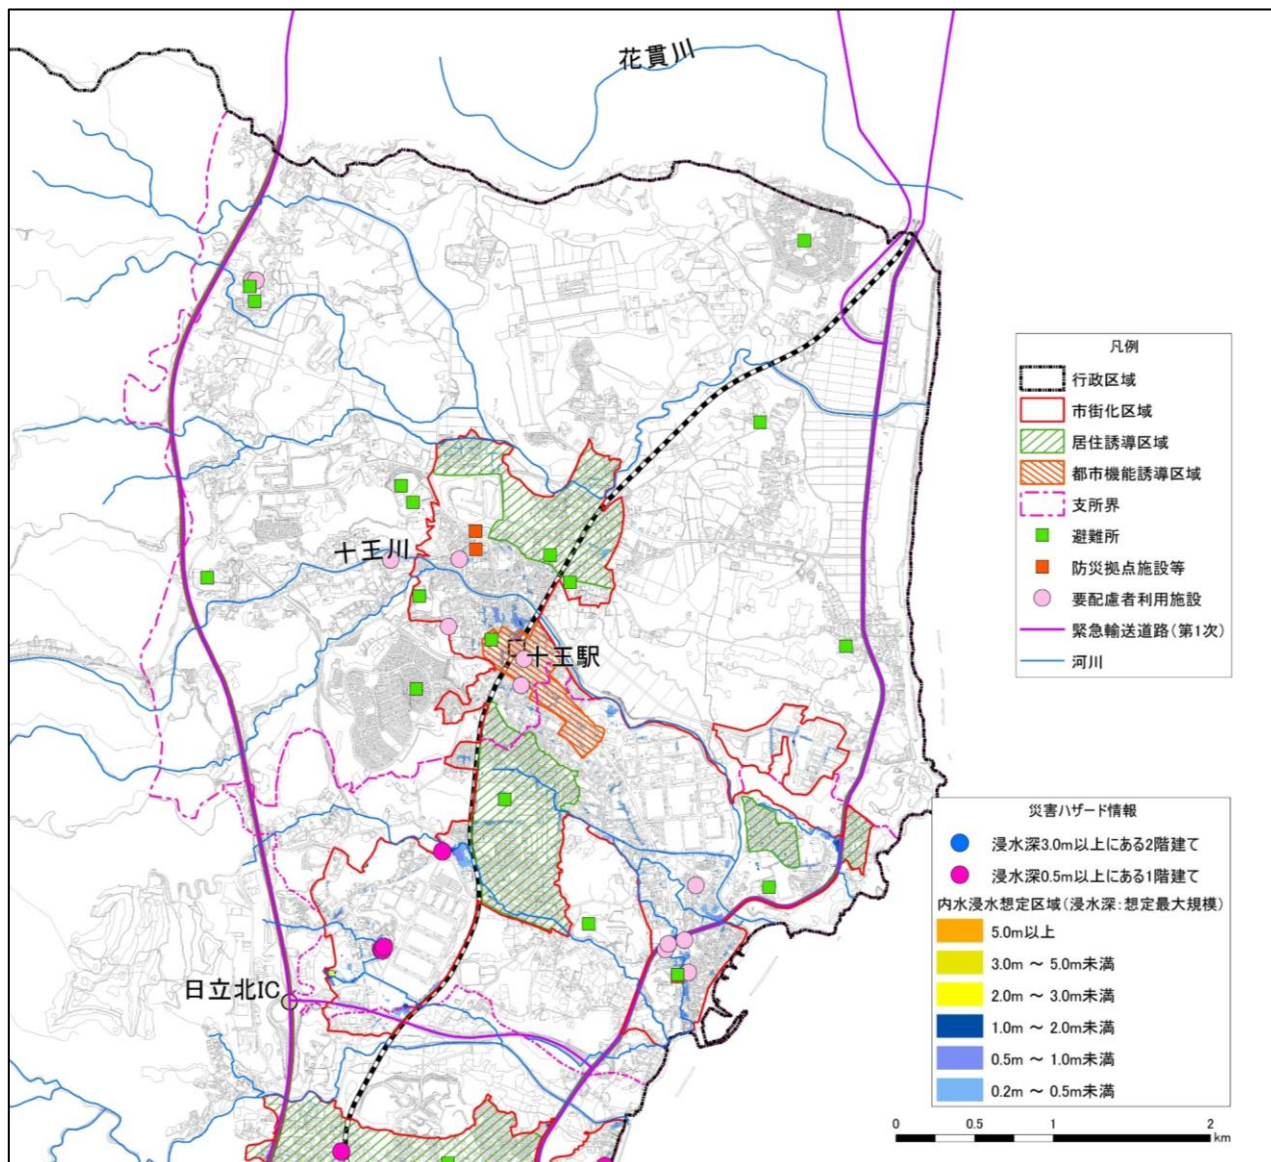 花貫川
十王川
十王駅
日立北IC
凡例
行政区域
市街化区域
居住誘導区域
都市機能誘導区域
支所界
避難所
防災拠点施設等
要配慮者利用施設
緊急輸送道路(第1次)
河川
災害ハザード情報
浸水深3.0m以上にある2階建て
浸水深0.5m以上にある1階建て
内水浸水想定区域(浸水深:想定最大規模)
5.0m以上
3.0m ～ 5.0m未満
2.0m ～ 3.0m未満
1.0m ～ 2.0m未満
0.5m ～ 1.0m未満
0.2m ～ 0.5m未満
0 0.5 1 2
km